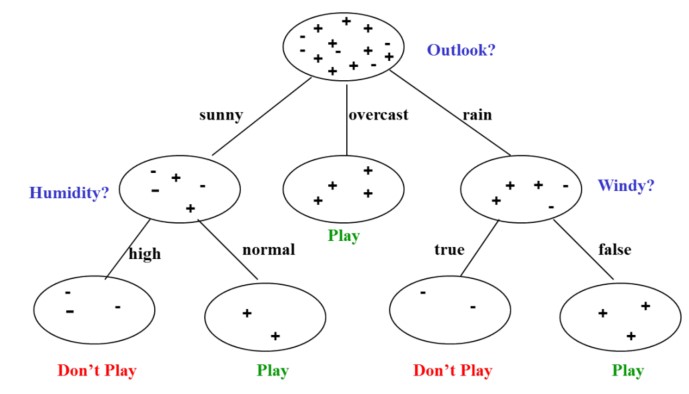 Outlook?
sunny
overcast
rain
Humidity?
Windy?
Play
high
normal
true
false
Don't Play
Play
Don't Play
Play